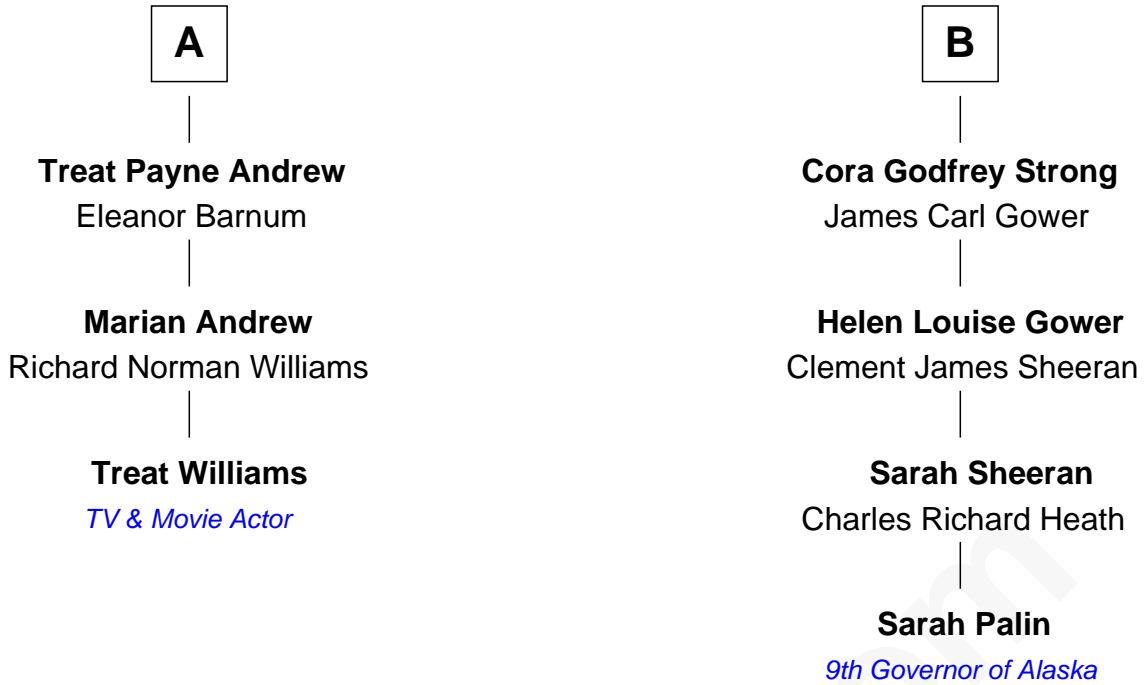 A
Treat Payne Andrew
Eleanor Barnum
Marian Andrew
Richard Norman Williams
Treat Williams
TV & Movie Actor
B
Cora Godfrey Strong
James Carl Gower
Helen Louise Gower
Clement James Sheeran
Sarah Sheeran
Charles Richard Heath
Sarah Palin
9th Governor of Alaska